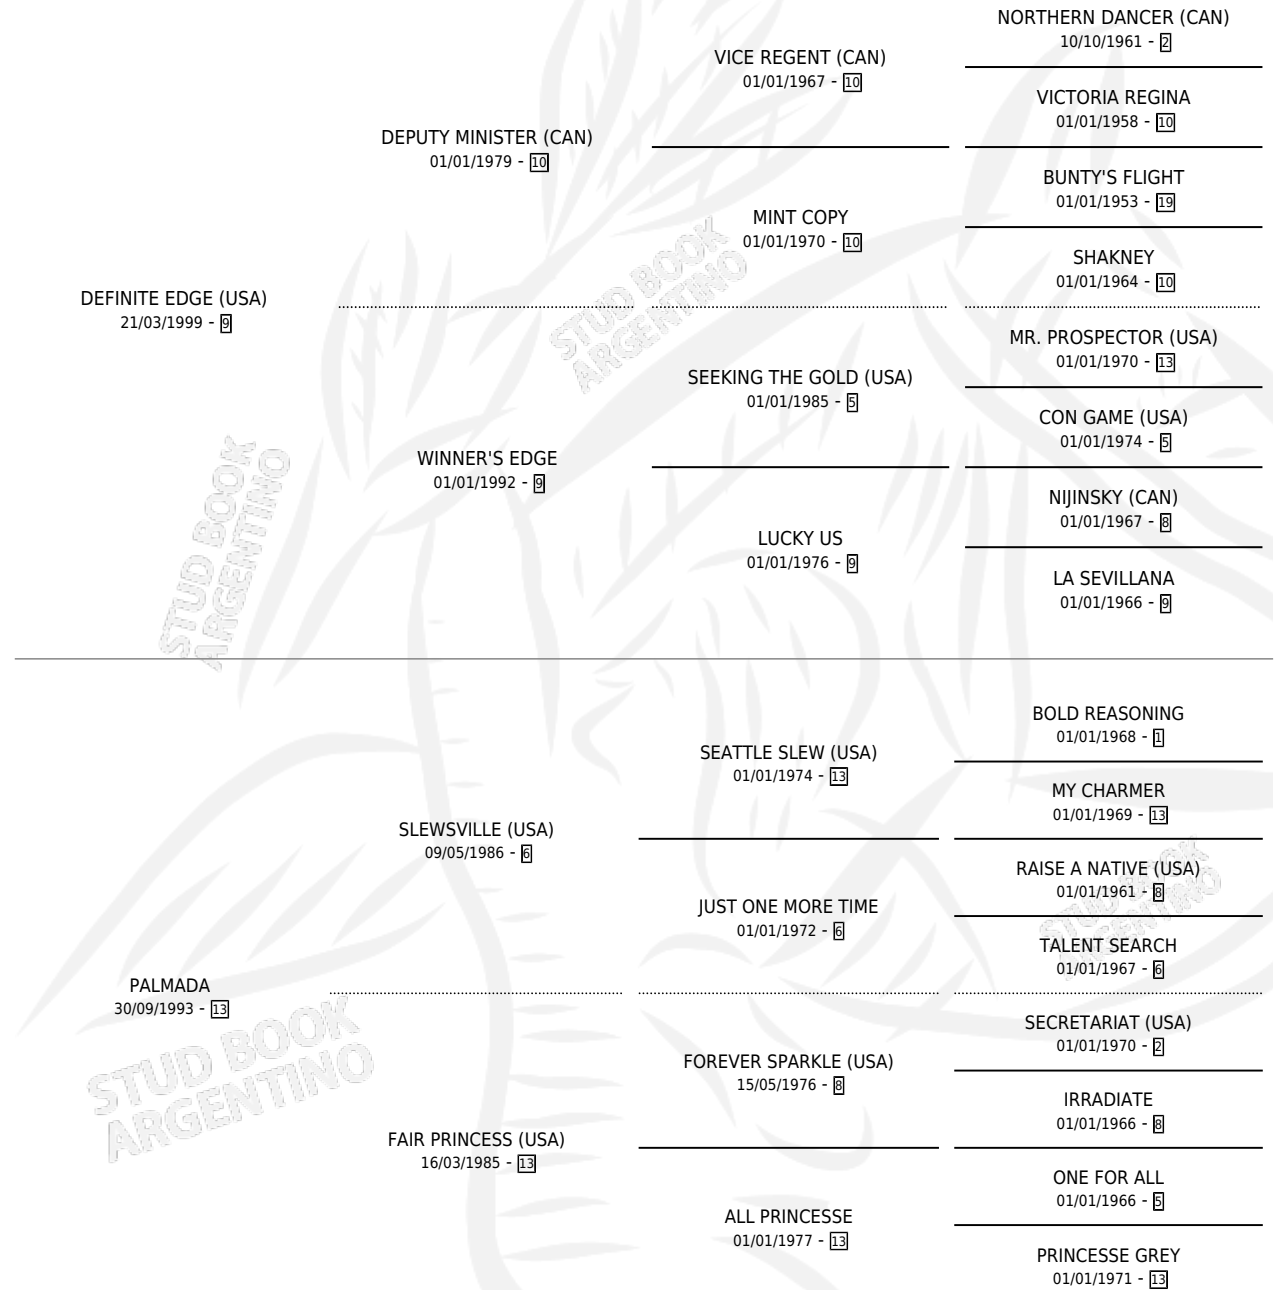 NORTHERN DANCER (CAN)
10/10/1961 - 2
VICE REGENT (CAN)
01/01/1967 - 10
VICTORIA REGINA
01/01/1958 - 10
DEPUTY MINISTER (CAN)
01/01/1979 - 10
BUNTY'S FLIGHT
01/01/1953 - 19
MINT COPY
01/01/1970 - 10
SHAKNEY
01/01/1964 - 10
DEFINITE EDGE (USA)
21/03/1999 - 9
MR. PROSPECTOR (USA)
01/01/1970 - 13
SEEKING THE GOLD (USA)
01/01/1985 - 5
CON GAME (USA)
01/01/1974 - 5
WINNER'S EDGE
01/01/1992 - 9
NIJINSKY (CAN)
01/01/1967 - 8
LUCKY US
01/01/1976 - 9
LA SEVILLANA
01/01/1966 - 9
BOLD REASONING
01/01/1968 - 1
SEATTLE SLEW (USA)
01/01/1974 - 13
MY CHARMER
01/01/1969 - 13
SLEWSVILLE (USA)
09/05/1986 - 6
RAISE A NATIVE (USA)
01/01/1961 - 8
JUST ONE MORE TIME
01/01/1972 - 6
TALENT SEARCH
01/01/1967 - 6
PALMADA
30/09/1993 - 13
SECRETARIAT (USA)
01/01/1970 - 2
FOREVER SPARKLE (USA)
15/05/1976 - 8
IRRADIATE
01/01/1966 - 8
FAIR PRINCESS (USA)
16/03/1985 - 13
ONE FOR ALL
01/01/1966 - 5
ALL PRINCESSE
01/01/1977 - 13
PRINCESSE GREY
01/01/1971 - 13
STUD BOOK
ARGENTINO
STUD BOOK
ARGENTINO
STUD BOOK
ARGENTINO
STUD BOOK
ARGENTINO